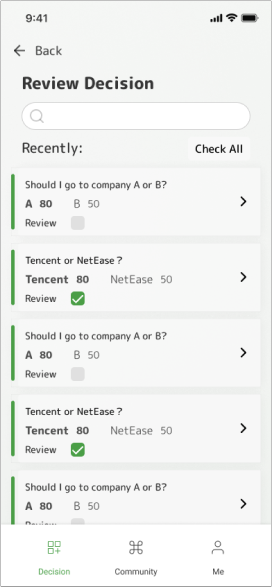 9:41
Back
Review Decision
Recently:
Check All
Should I go to company A or B?
A 80 B 50
Review
Tencent or NetEase ?
Tencent 80 NetEase 50
Review
Should I go to company A or B?
A 80 B 50
Review
Tencent or NetEase ?
Tencent 80 NetEase 50
Review
Should I go to company A or B?
A 80 B 50
Review
Decision Community Me